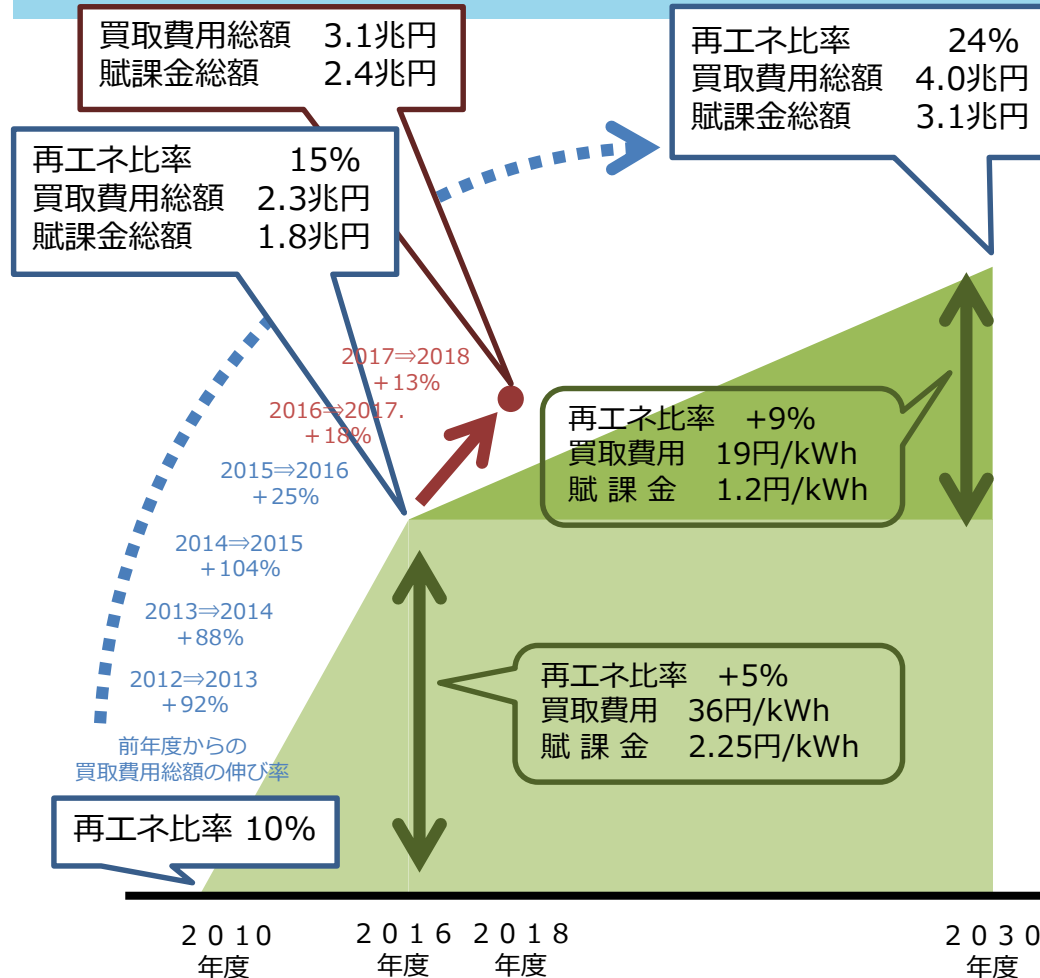 買取費用総額 3.1兆円
賦課金総額 2.4兆円
再エネ比率 24%
買取費用総額 4.0兆円
賦課金総額 3.1兆円
再エネ比率 15%
買取費用総額 2.3兆円
賦課金総額 1.8兆円
2017⇒2018
+13%
2016⇒2017.
+18%
2015⇒2016
+25%
2014⇒2015
+104%
2013⇒2014
+88%
2012⇒2013
+92%
前年度からの
買取費用総額の伸び率
再エネ比率 +9%
買取費用 19円/kWh
賦課金 1.2円/kWh
再エネ比率 +5%
買取費用 36円/kWh
賦課金 2.25円/kWh
再エネ比率 10%
2010
年度
2016
年度
2018
年度
2030
年度